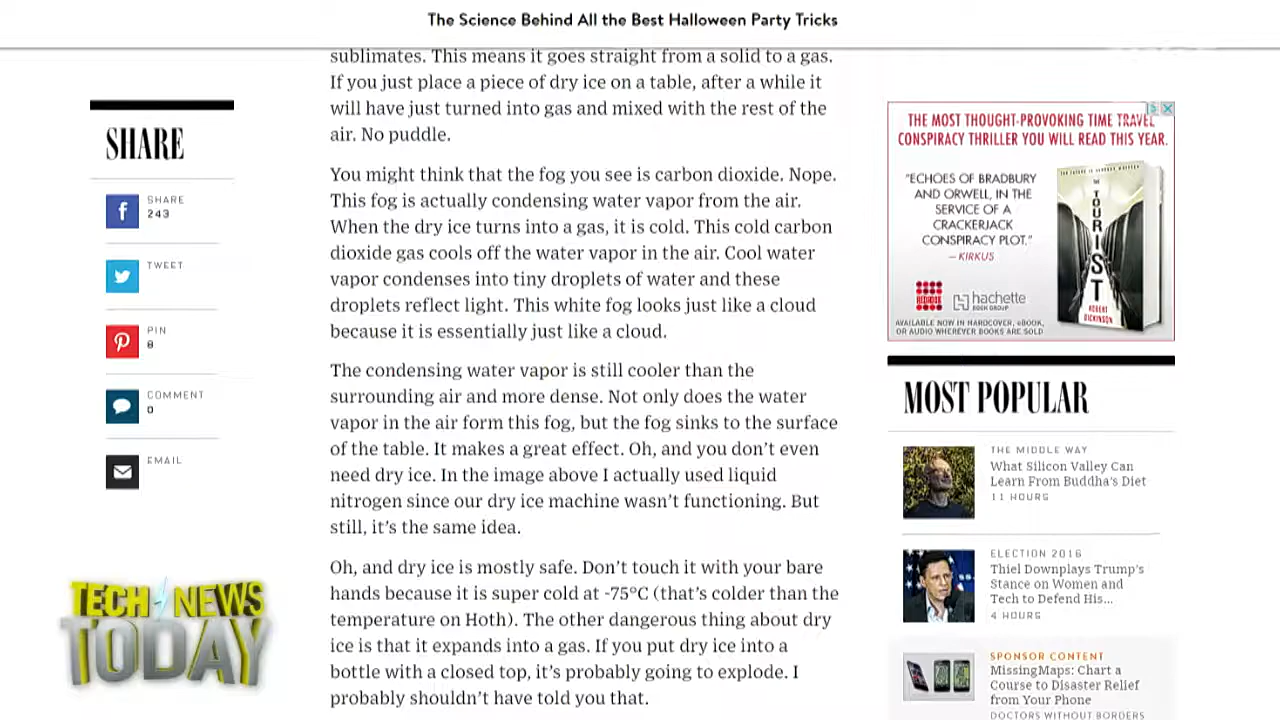 The Science Behind All the Best Halloween Party Tricks
SHARE
SHARE
243
TWEET
PIN
8
COMMENT
0
EMAIL
TECH NEWS
TODAY
sublimates. This means it goes straight from a solid to a gas.
If you just place a piece of dry ice on a table, after a while it
will have just turned into gas and mixed with the rest of the
air. No puddle.
You might think that the fog you see is carbon dioxide. Nope.
This fog is actually condensing water vapor from the air.
When the dry ice turns into a gas, it is cold. This cold carbon
dioxide gas cools off the water vapor in the air. Cool water
vapor condenses into tiny droplets of water and these
droplets reflect light. This white fog looks just like a cloud
because it is essentially just like a cloud.
The condensing water vapor is still cooler than the
surrounding air and more dense. Not only does the water
vapor in the air form this fog, but the fog sinks to the surface
of the table. It makes a great effect. Oh, and you don’t even
need dry ice. In the image above I actually used liquid
nitrogen since our dry ice machine wasn’t functioning. But
still, it’s the same idea.
Oh, and dry ice is mostly safe. Don’t touch it with your bare
hands because it is super cold at -75°C (that’s colder than the
temperature on Hoth). The other dangerous thing about dry
ice is that it expands into a gas. If you put dry ice into a
bottle with a closed top, it’s probably going to explode. I
probably shouldn’t have told you that.
THE MOST THOUGHT-PROVOKING TIME TRAVEL
CONSPIRACY THRILLER YOU WILL READ THIS YEAR.
“ECHOES OF BRADBURY
AND ORWELL, IN THE
SERVICE OF A
CRACKERJACK
CONSPIRACY PLOT.”
– KIRKUS
THE
TOURIST
ROBERT
DICKINSON
REDHOOK
hachette
BOOK GROUP
AVAILABLE NOW IN HARDCOVER, eBOOK,
OR AUDIO WHEREVER BOOKS ARE SOLD
MOST POPULAR
THE MIDDLE WAY
What Silicon Valley Can
Learn From Buddha’s Diet
11 HOURS
ELECTION 2016
Thiel Downplays Trump’s
Stance on Women and
Tech to Defend His...
4 HOURS
SPONSOR CONTENT
MissingMaps: Chart a
Course to Disaster Relief
from Your Phone
DOCTORS WITHOUT BORDERS